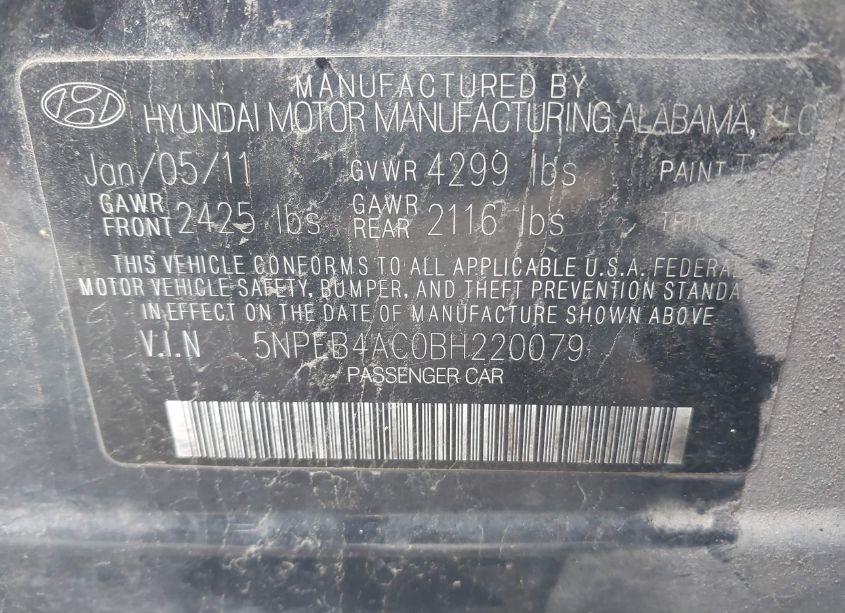 MANUFACTURED BY
HYUNDAI MOTOR MANUFACTURING ALABAMA,
Jan/05/11 GVWR 4299 lbs PAINT
GAWR FRONT 2425 lbs GAWR REAR 2116 lbs
THIS VEHICLE CONFORMS TO ALL APPLICABLE U.S.A. FEDERAL
MOTOR VEHICLE SAFETY, BUMPER, AND THEFT PREVENTION STANDA
IN EFFECT ON THE DATE OF MANUFACTURE SHOWN ABOVE.
V.I.N 5NPEB4AC0BH220079
PASSENGER CAR